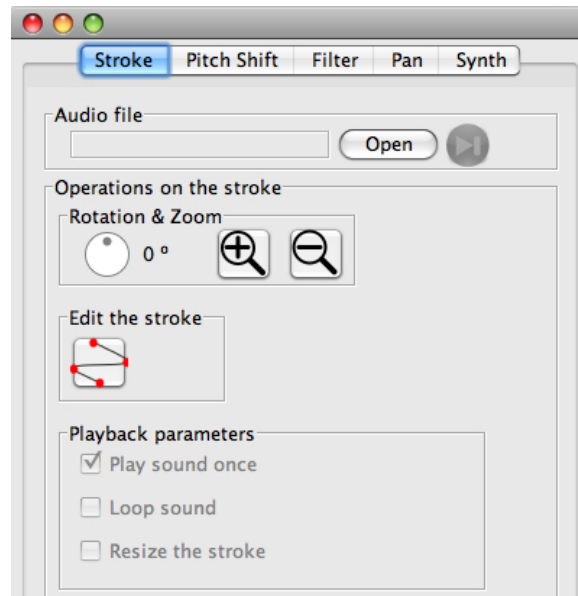 Stroke Pitch Shift Filter Pan Synth
Audio file
Open
Operations on the stroke
Rotation & Zoom
0 º
Edit the stroke
Playback parameters
Play sound once
Loop sound
Resize the stroke